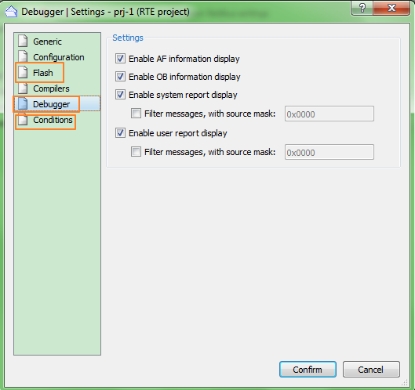 Debugger | Settings - prj-1 (RTE project)
Generic
Configuration
Flash
Compilers
Debugger
Conditions
Settings
Enable AF information display
Enable OB information display
Enable system report display
Filter messages, with source mask: 0x0000
Enable user report display
Filter messages, with source mask: 0x0000
Confirm Cancel